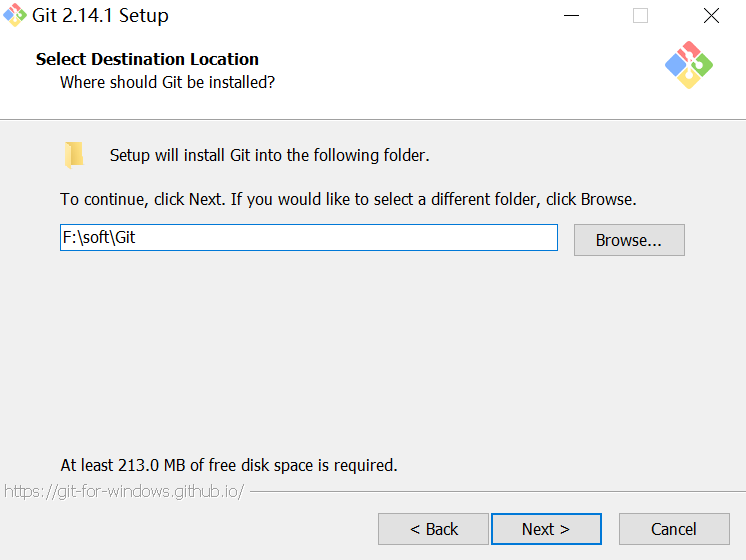 Git 2.14.1 Setup
Select Destination Location
Where should Git be installed?
Setup will install Git into the following folder.
To continue, click Next. If you would like to select a different folder, click Browse.
F:\soft\Git
Browse...
At least 213.0 MB of free disk space is required.
https://git-for-windows.github.io/
< Back
Next >
Cancel